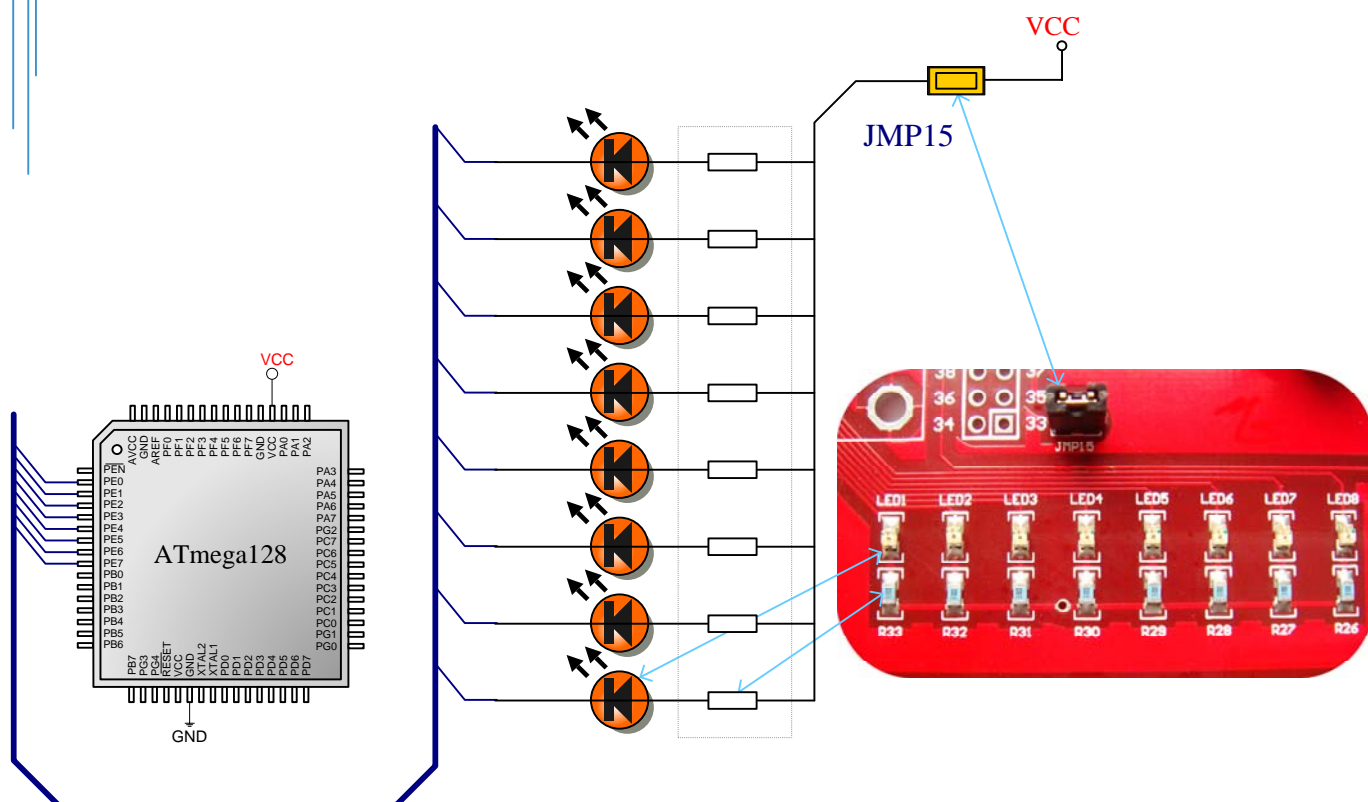 VCC
JMP15
VCC
AVCC
GND
AREF
PF0
PF1
PF2
PF3
PF4
PF5
PF6
PF7
GND
VCC
PA0
PA1
PA2
PEN
PE0
PE1
PE2
PE3
PE4
PE5
PE6
PE7
PB0
PB1
PB2
PB3
PB4
PB5
PB6
ATmega128
PA3
PA4
PA5
PA6
PA7
PG2
PC7
PC6
PC5
PC4
PC3
PC2
PC1
PC0
PG1
PG0
PB7
PG3
PG4
RESET
VCC
GND
XTAL2
XTAL1
PD0
PD1
PD2
PD3
PD4
PD5
PD6
PD7
GND
38 37
36 35
34 33
JMP15
LED1 LED2 LED3 LED4 LED5 LED6 LED7 LED8
R33 R32 R31 R30 R29 R28 R27 R26